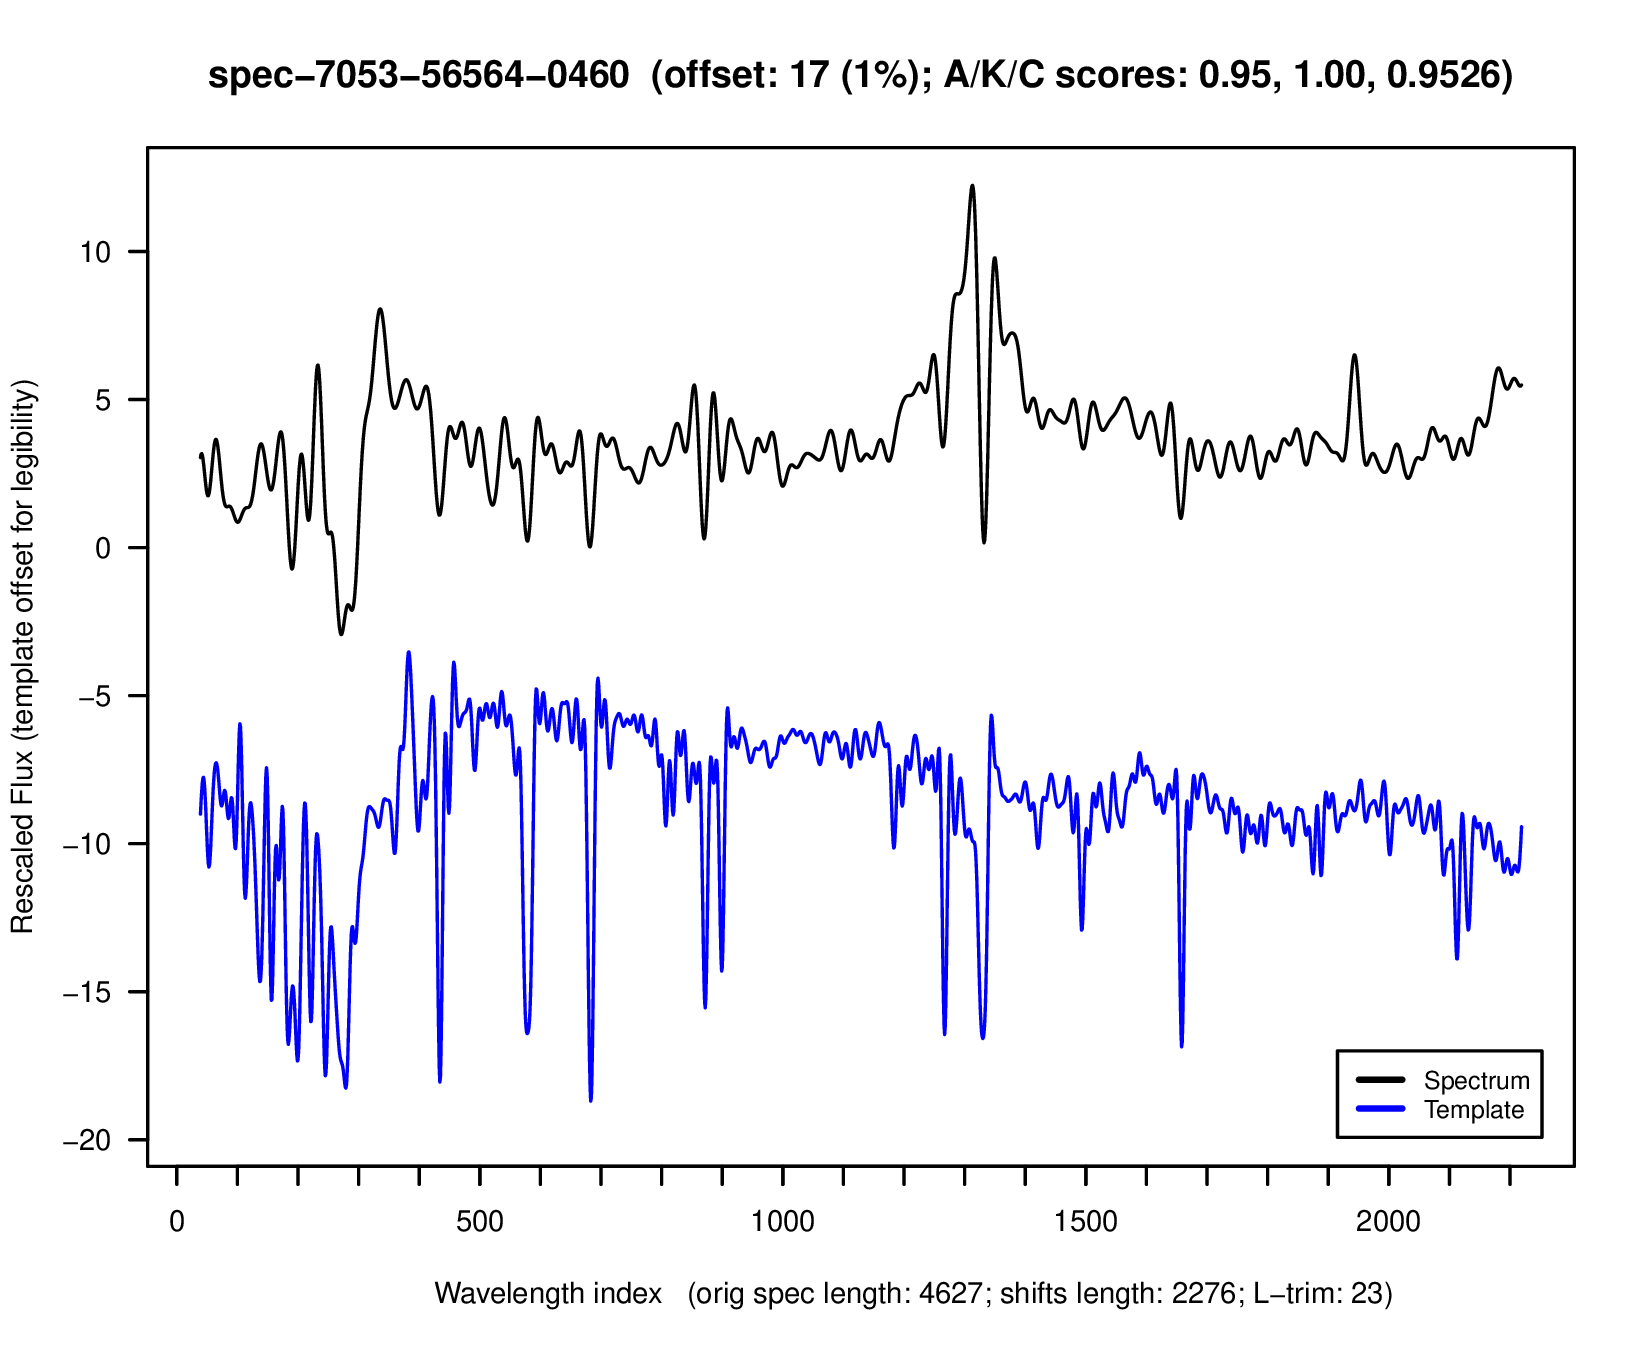 spec−7053−56564−0460 (offset: 17 (1%); A/K/C scores: 0.95, 1.00, 0.9526)
Rescaled Flux (template offset for legibility)
10
5
0
−5
−10
−15
−20
Spectrum
Template
0 500 1000 1500 2000
Wavelength index (orig spec length: 4627; shifts length: 2276; L−trim: 23)